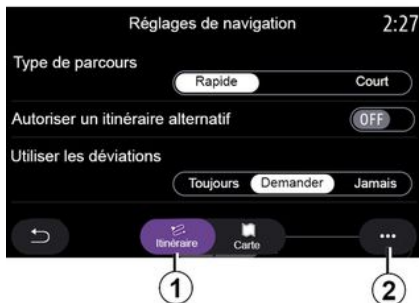 Réglages de navigation 2:27
Type de parcours
Rapide Court
Autoriser un itinéraire alternatif OFF
Utiliser les déviations
Toujours Demander Jamais
Itinéraire Carte
1 2